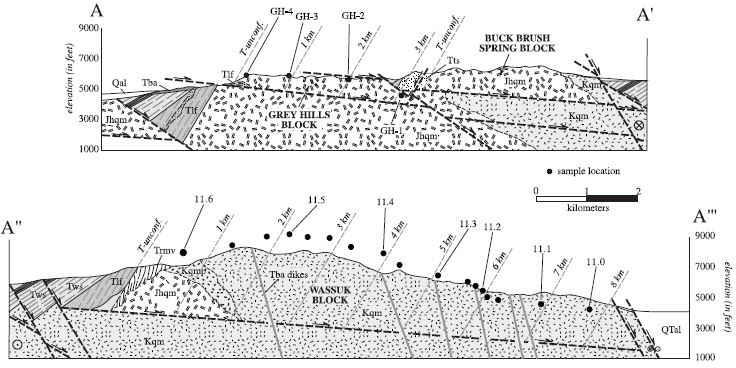 A
A'
GH-4
GH-3
GH-2
T-unconf.
1 km
2 km
3 km
T-unconf.
BUCK BRUSH
SPRING BLOCK
elevation (in feet)
9000
7000
5000
3000
1000
Qal
Tba
Tlf
Tts
Jhqm
Kqm
Tlf
Jhqm
GREY HILLS
BLOCK
GH-1
Jhqm
Kqm
sample location
0
1
2
kilometers
A"
A'''
11.6
11.5
11.4
11.3
11.2
11.1
11.0
T-unconf.
1 km
2 km
3 km
4 km
5 km
6 km
7 km
8 km
Trmv
Tws
Tws
Tlf
Kqmp
Jhqm
Tba dikes
WASSUK
BLOCK
Kqm
Kqm
Kqm
QTal
9000
7000
5000
3000
1000
elevation (in feet)